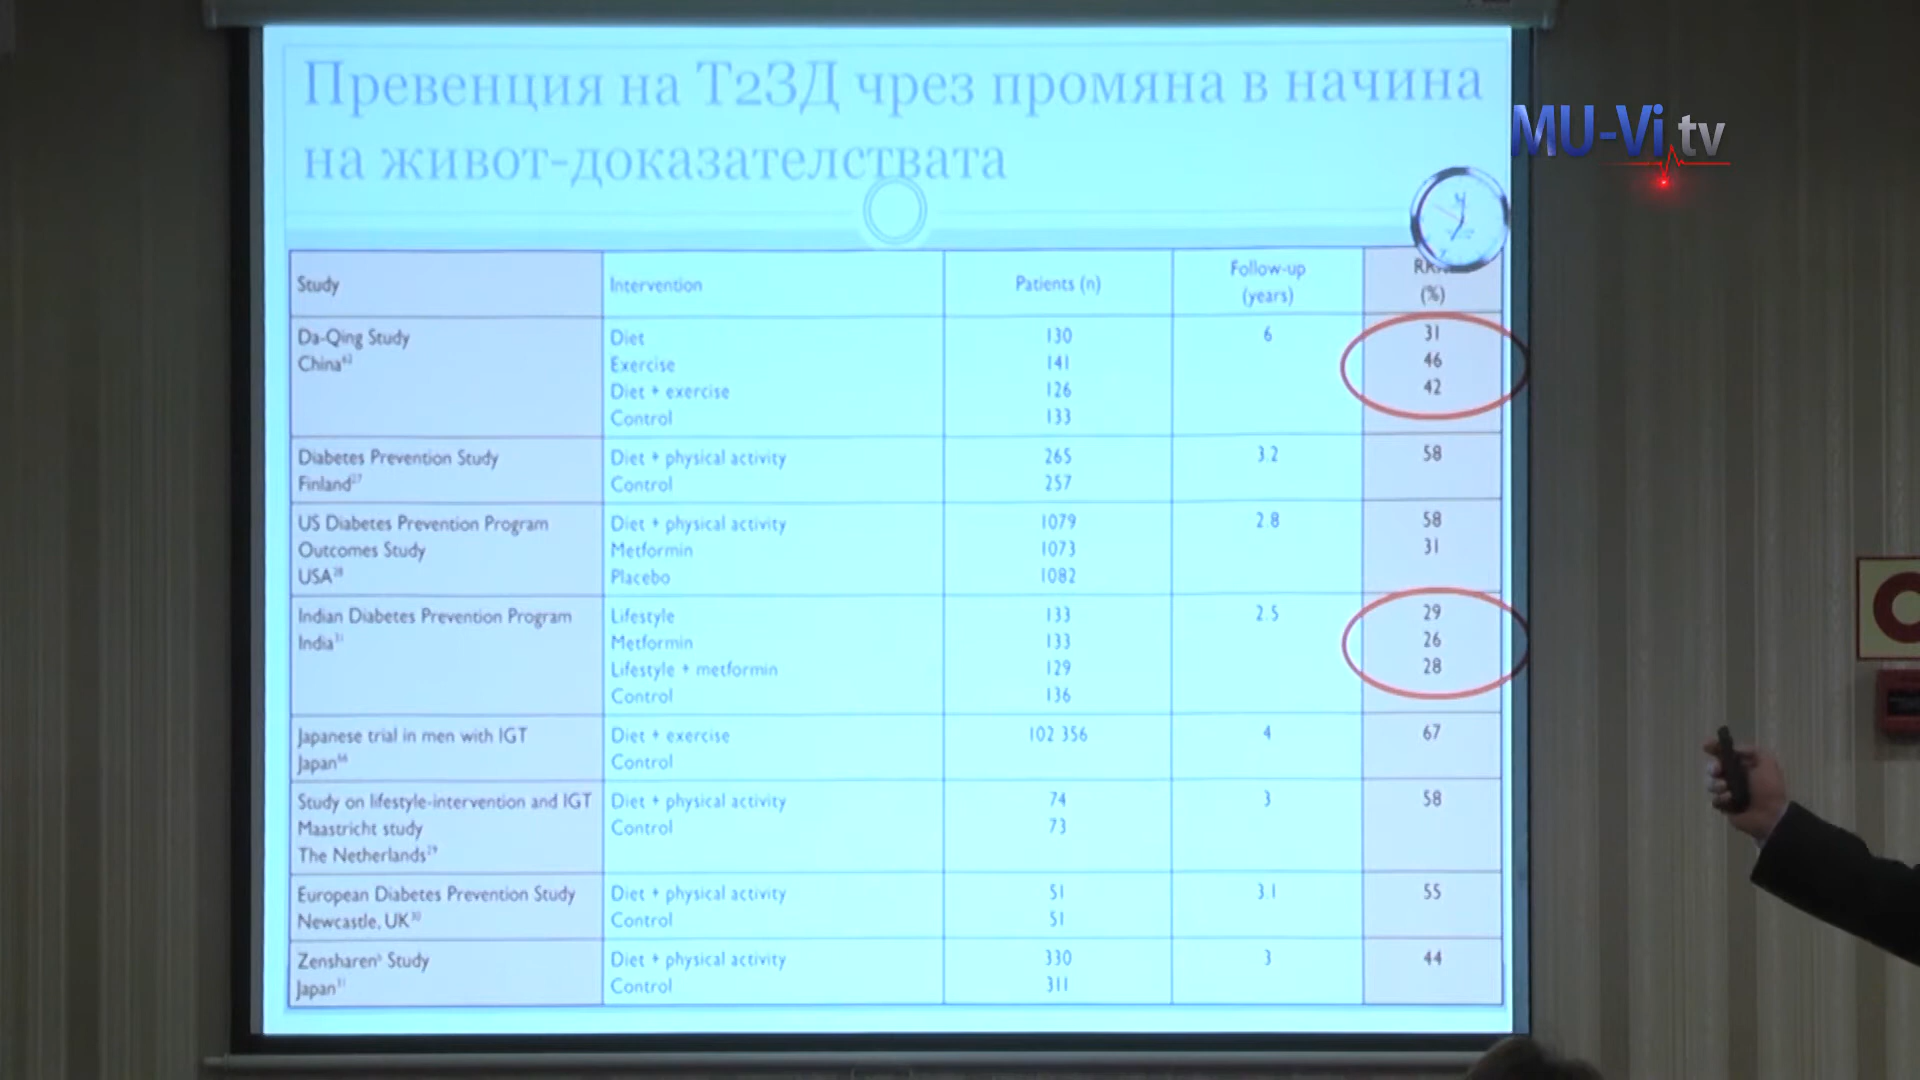 Превенция на Т2ЗД чрез промяна в начина
на живот-доказателствата
MU-Vi.tv
Study Intervention Patients (n) Follow-up (years) (%)
Da-Qing Study Diet 130 6 31
China⁶² Exercise 141 46
Diet + exercise 126 42
Control 133
Diabetes Prevention Study Diet + physical activity 265 3.2 58
Finland²⁷ Control 257
US Diabetes Prevention Program Diet + physical activity 1079 2.8 58
Outcomes Study Metformin 1073 31
USA²⁸ Placebo 1082
Indian Diabetes Prevention Program Lifestyle 133 2.5 29
India³¹ Metformin 133 26
Lifestyle + metformin 129 28
Control 136
Japanese trial in men with IGT Diet + exercise 102 356 4 67
Japan⁶⁶ Control
Study on lifestyle-intervention and IGT Diet + physical activity 74 3 58
Maastricht study Control 73
The Netherlands²⁹
European Diabetes Prevention Study Diet + physical activity 51 3.1 55
Newcastle, UK³⁰ Control 51
Zensharen Study Diet + physical activity 330 3 44
Japan Control 311